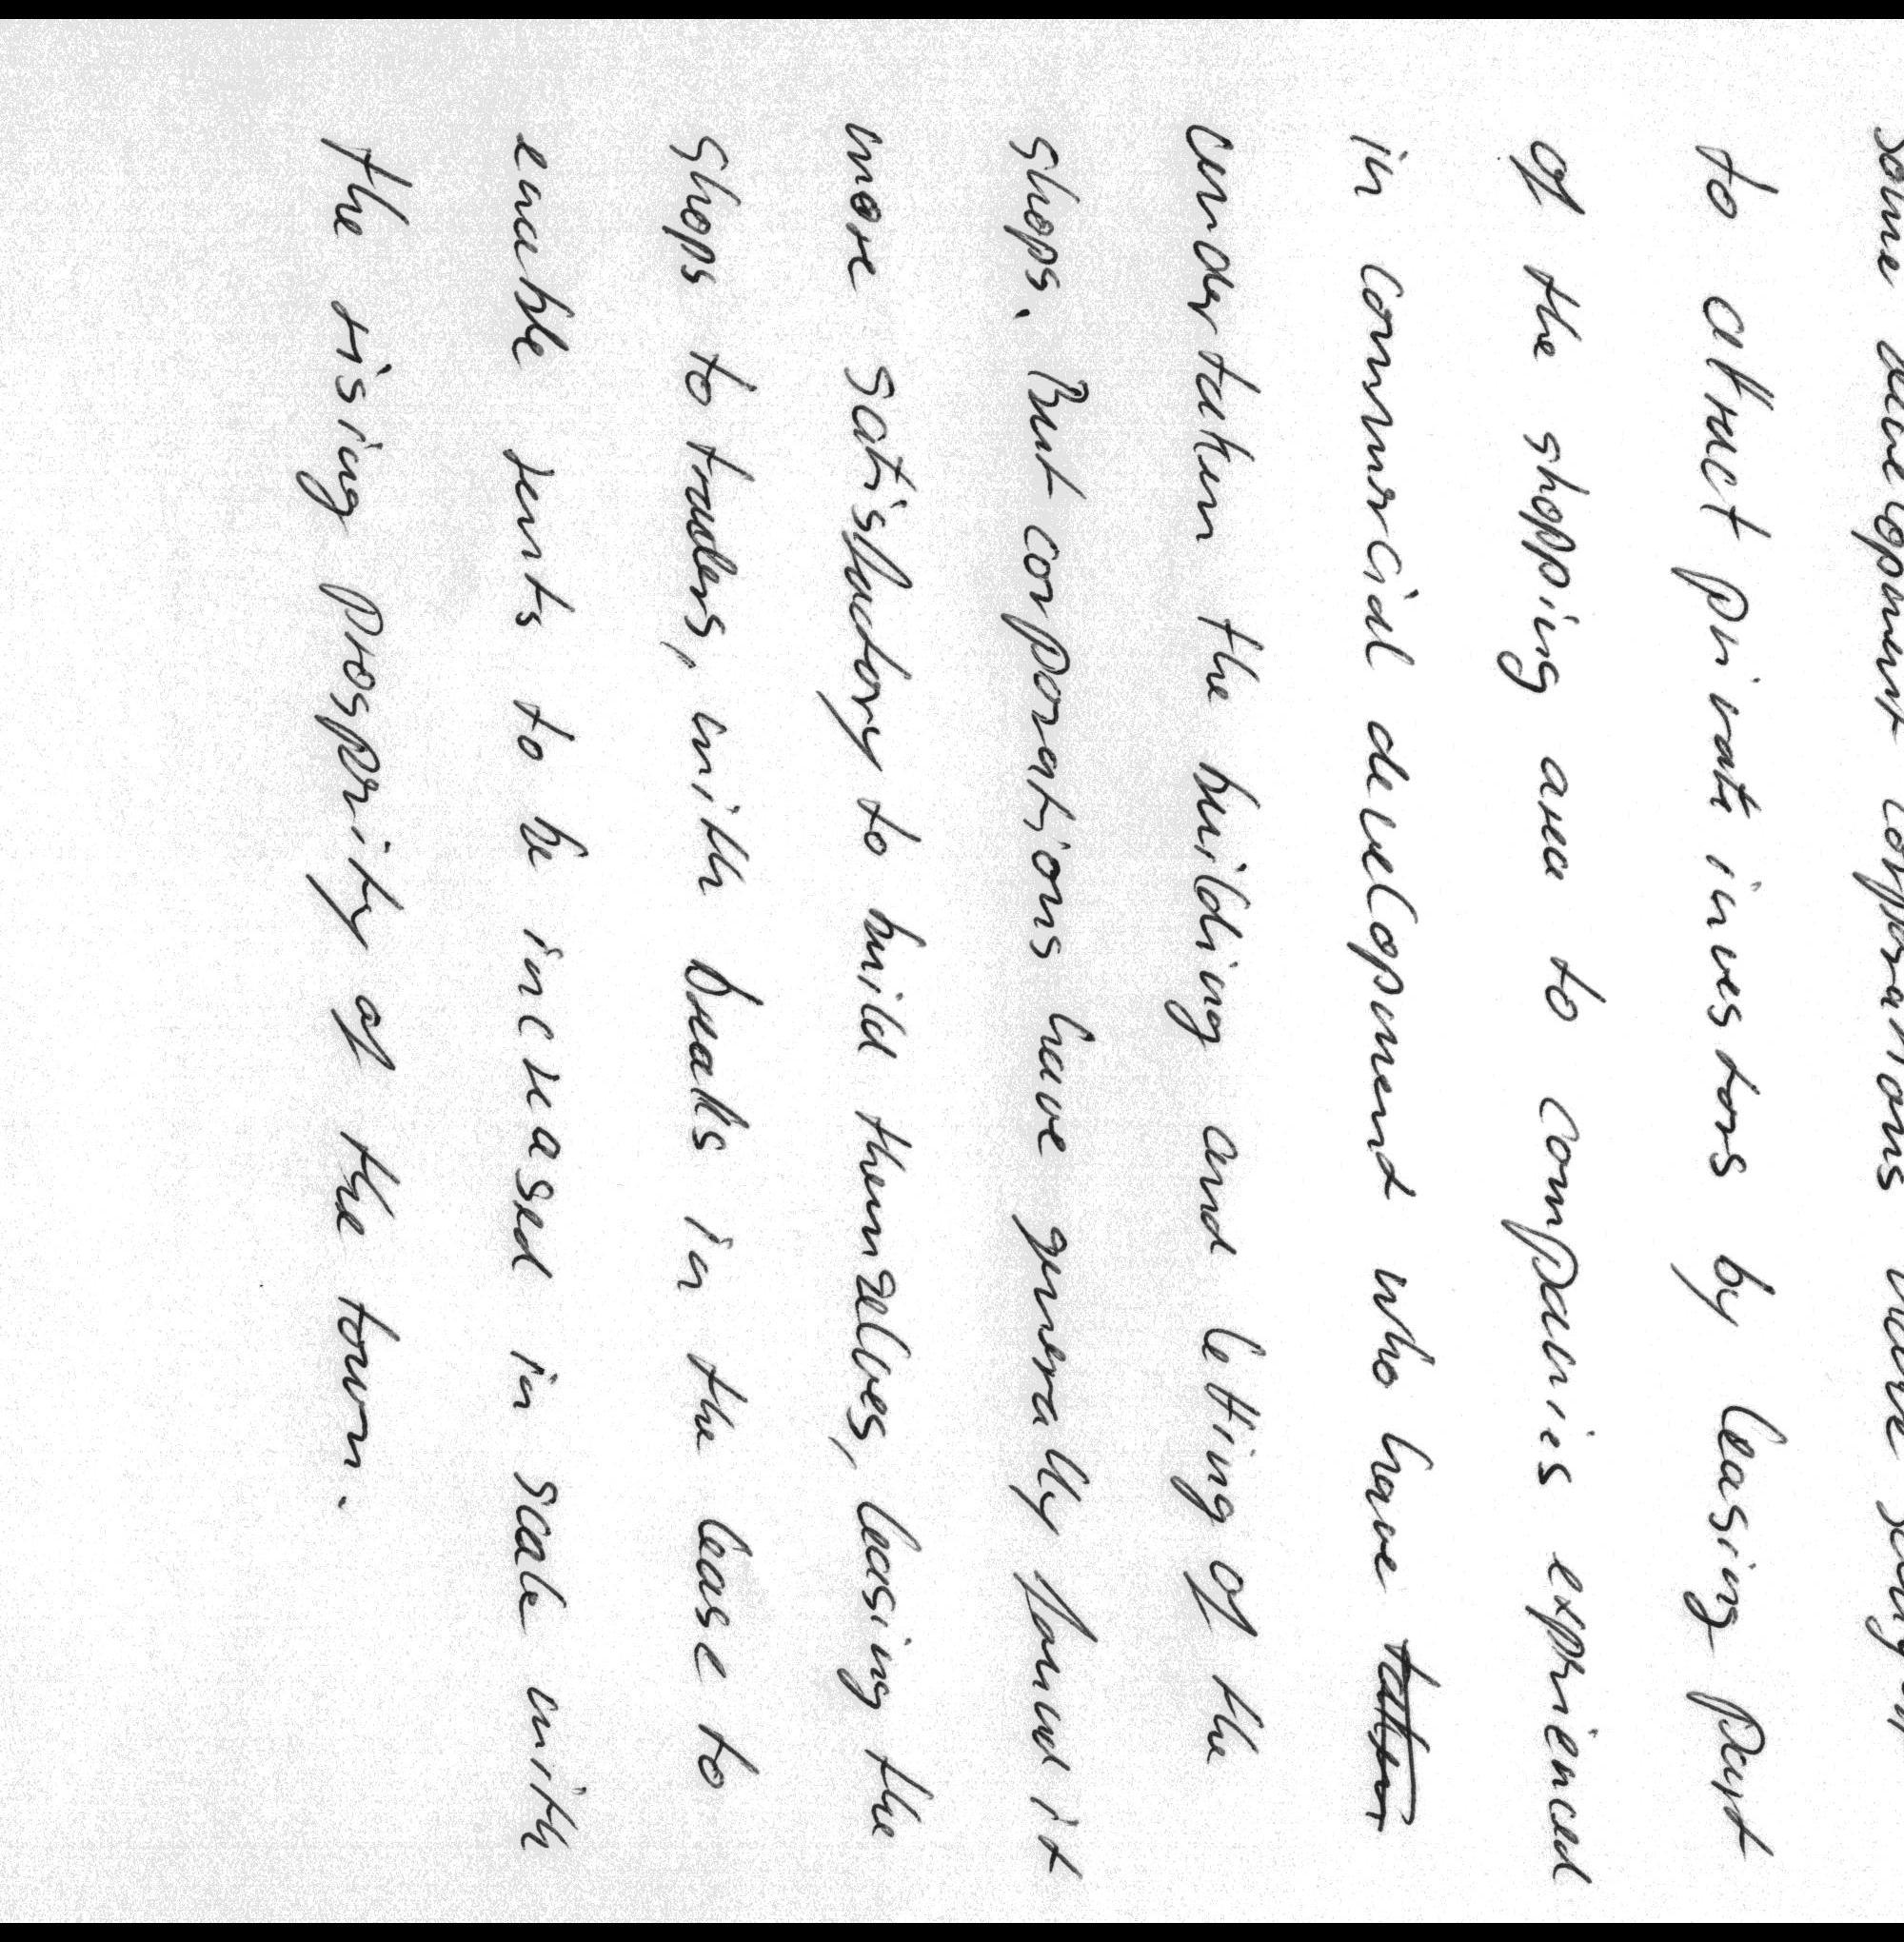 some development corporations have sought
to attract private investors by leasing part
of the shopping area to companies experienced
in commercial development who have
undertaken the building and letting of the
shops. But corporations have generally found it
more satisfactory to build themselves, leasing the
shops to traders, with breaks in the lease to
enable rents to be increased in scale with
the rising prosperity of the town.